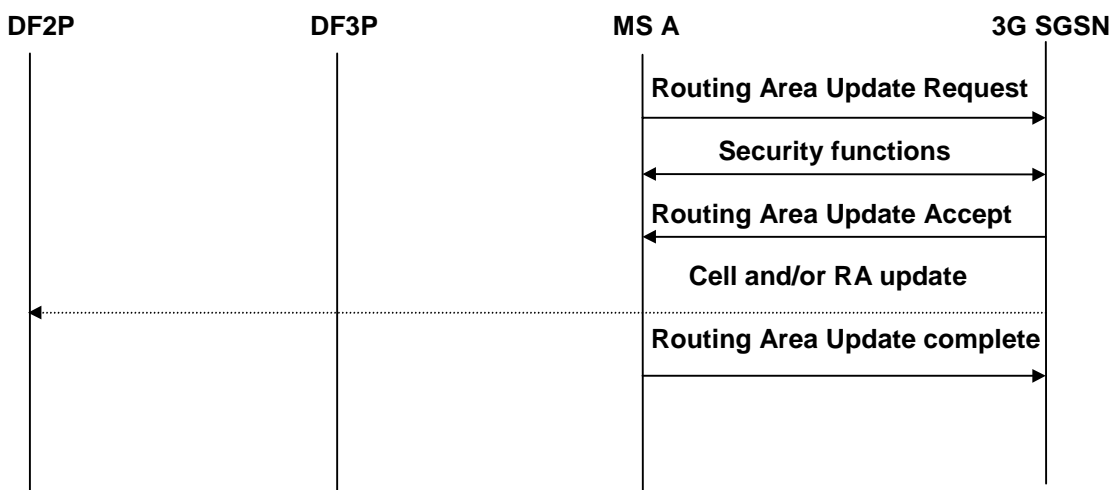 DF2P DF3P MS A 3G SGSN
Routing Area Update Request
Security functions
Routing Area Update Accept
Cell and/or RA update
Routing Area Update complete